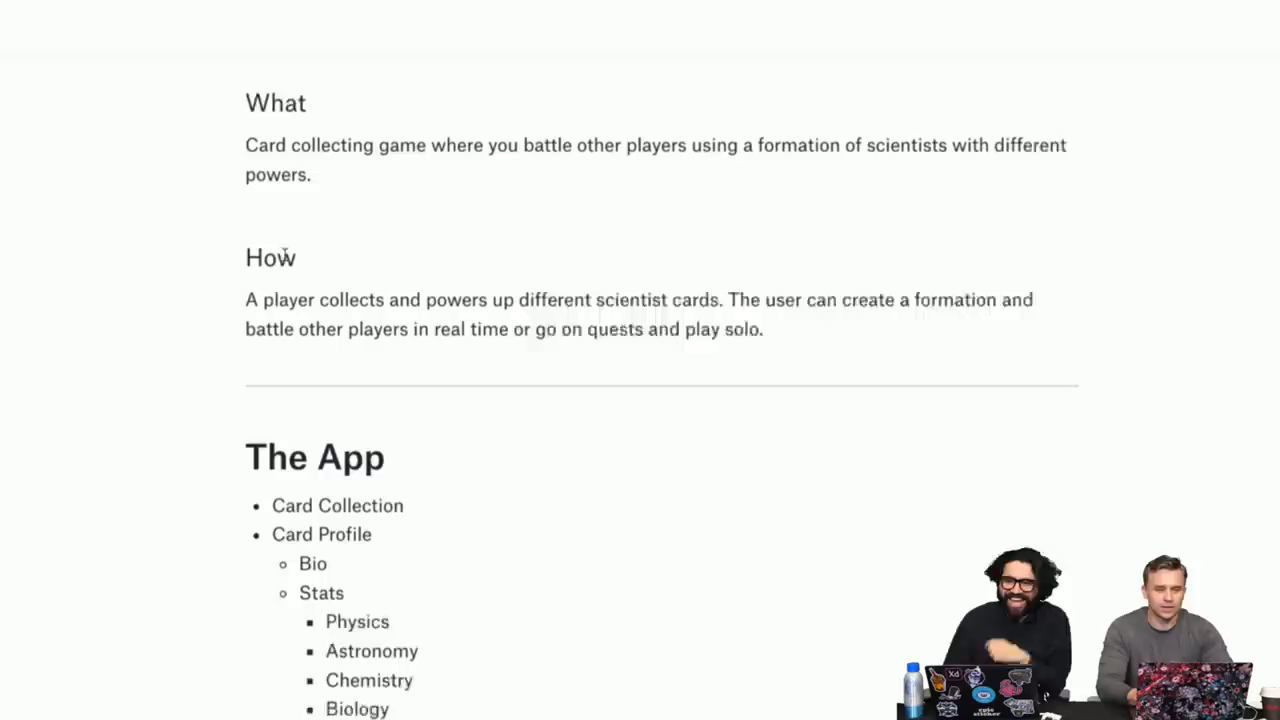 What
Card collecting game where you battle other players using a formation of scientists with different
powers.
How
A player collects and powers up different scientist cards. The user can create a formation and
battle other players in real time or go on quests and play solo.
The App
Card Collection
Card Profile
Bio
Stats
Physics
Astronomy
Chemistry
Biology
Xd